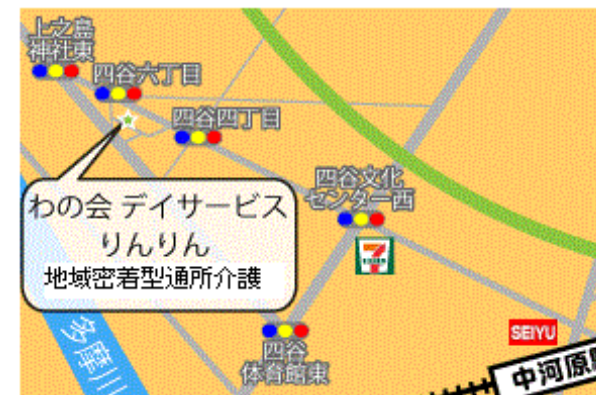 上之島
神社東
四谷六丁目
四谷四丁目
四谷文化
センター西
わの会 デイサービス
りんりん
地域密着型通所介護
SEIYU
四谷
体育館東
多摩川
中河原